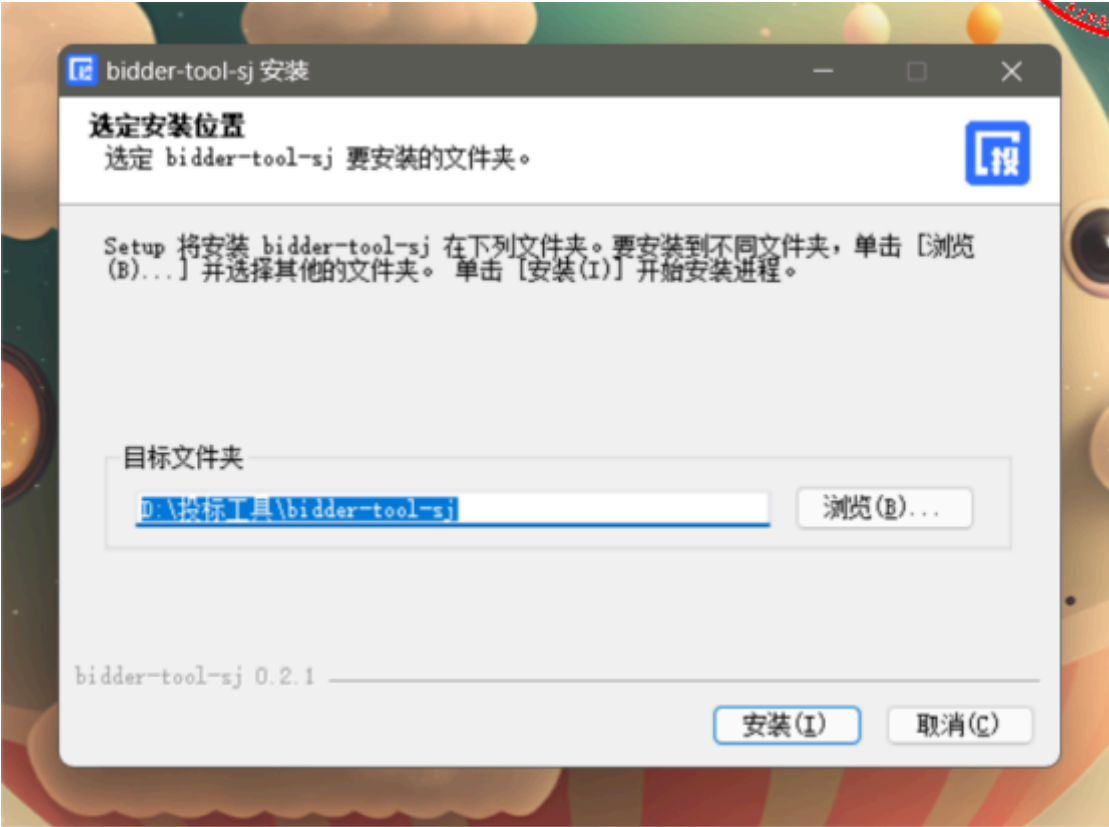 bidder-tool-sj 安装
选定安装位置
选定 bidder-tool-sj 要安装的文件夹。
投
Setup 将安装 bidder-tool-sj 在下列文件夹。要安装到不同文件夹，单击 [浏览
(B)...] 并选择其他的文件夹。 单击 [安装(I)] 开始安装进程。
目标文件夹
D:\投标工具\bidder-tool-sj
浏览(B)...
bidder-tool-sj 0.2.1
安装(I)
取消(C)